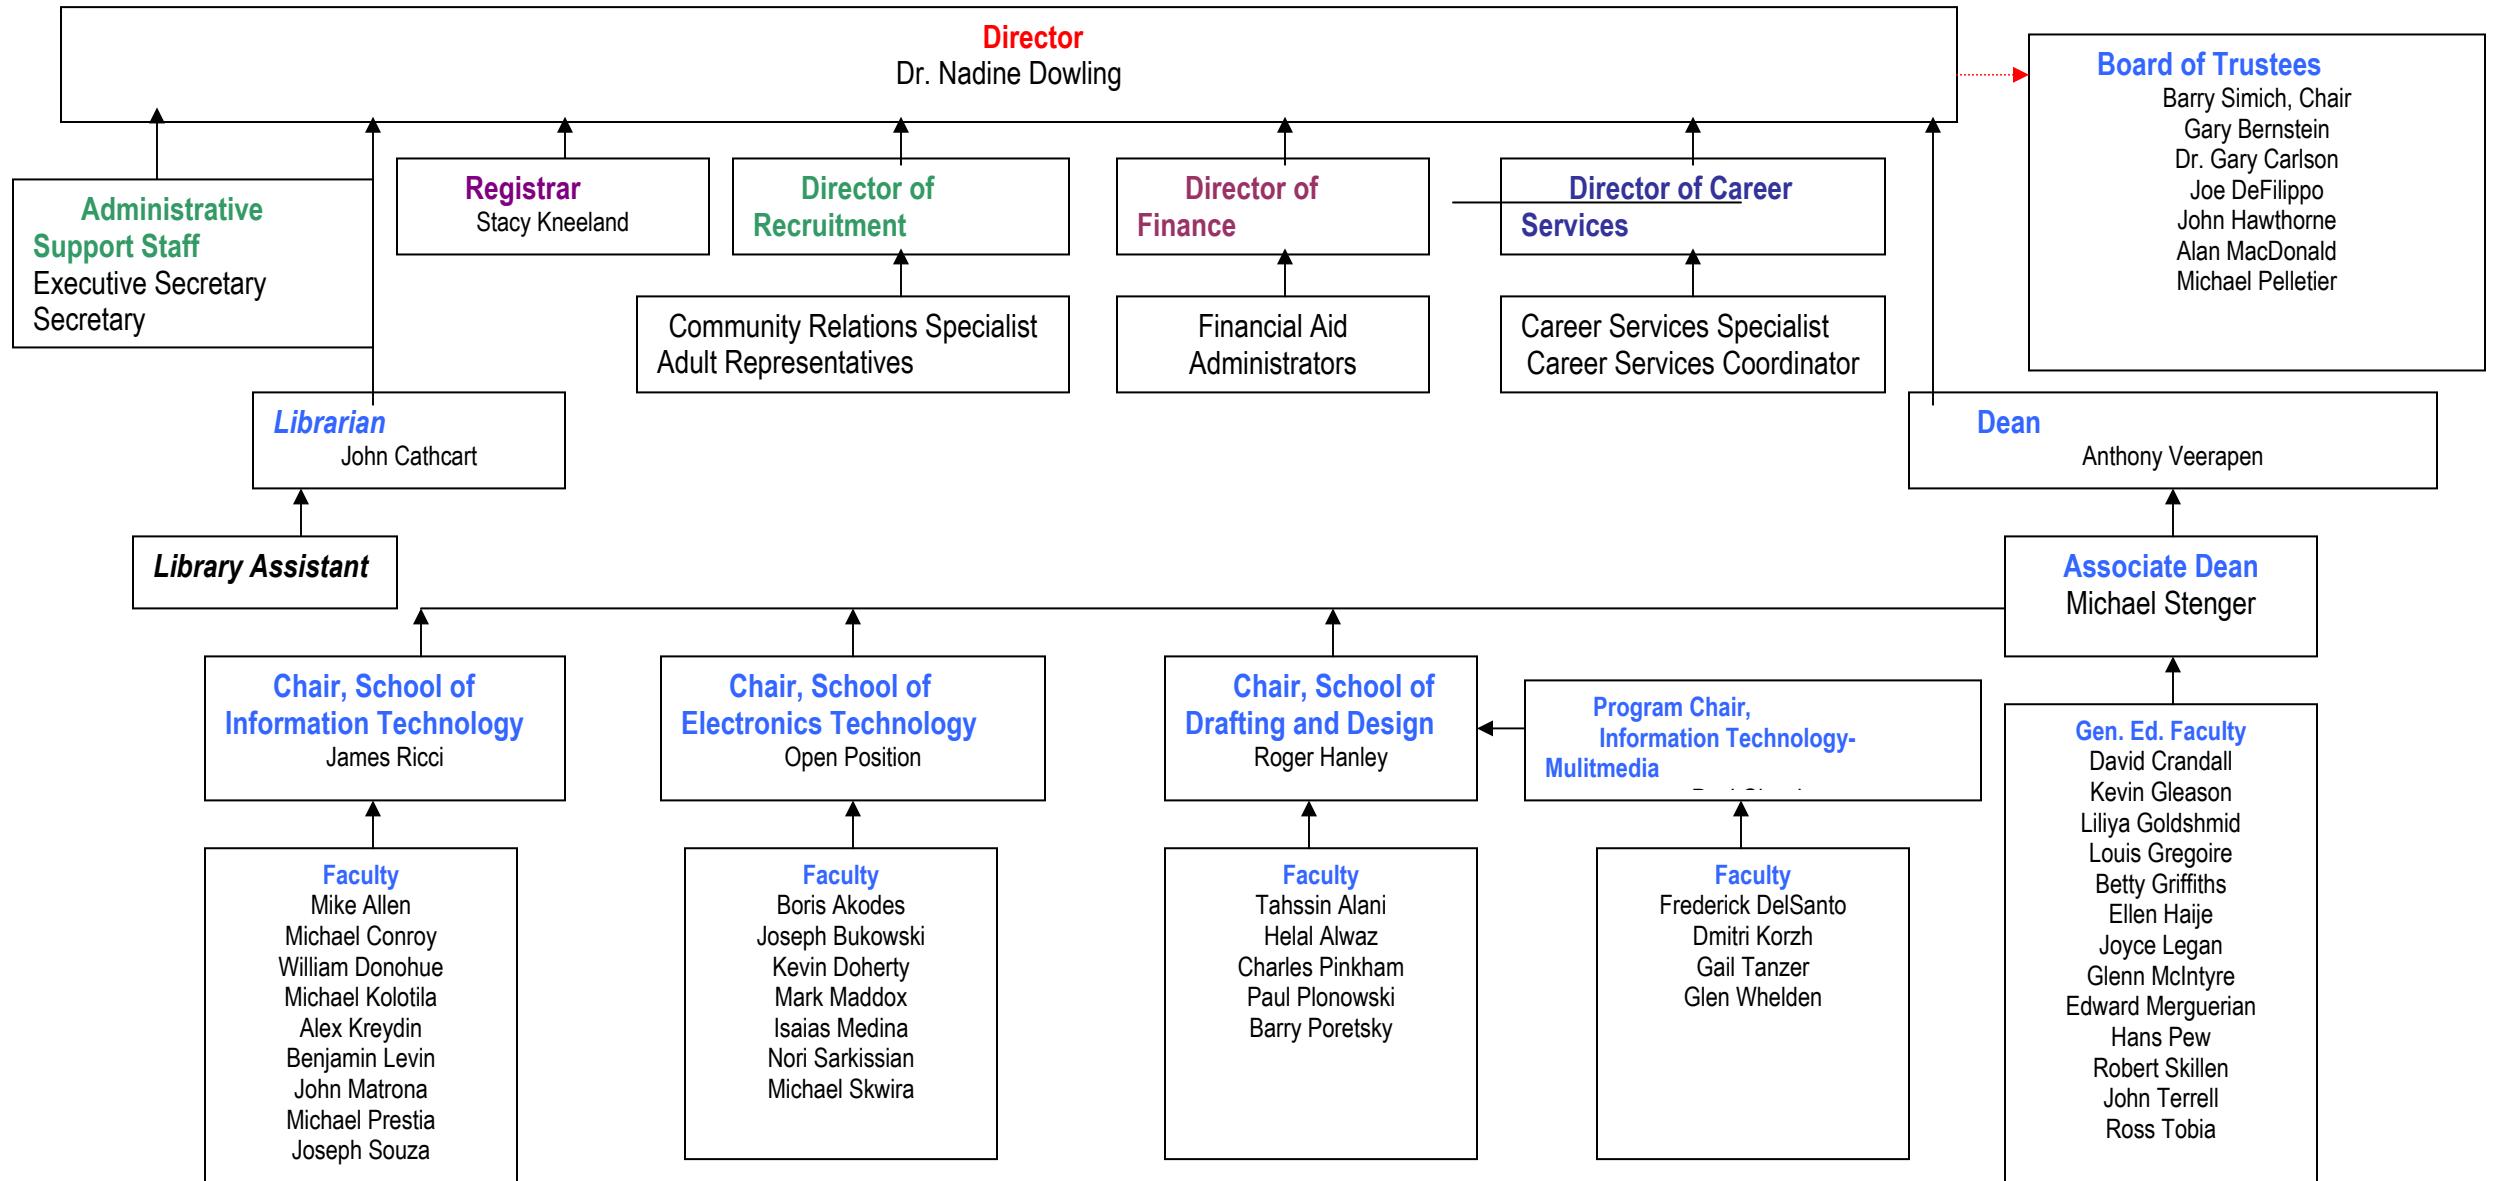 Director
Dr. Nadine Dowling
Board of Trustees
Barry Simich, Chair
Gary Bernstein
Dr. Gary Carlson
Joe DeFilippo
John Hawthorne
Alan MacDonald
Michael Pelletier
Administrative
Support Staff
Executive Secretary
Secretary
Registrar
Stacy Kneeland
Director of
Recruitment
Director of
Finance
Director of Career
Services
Community Relations Specialist
Adult Representatives
Financial Aid
Administrators
Career Services Specialist
Career Services Coordinator
Librarian
John Cathcart
Dean
Anthony Veerapen
Library Assistant
Associate Dean
Michael Stenger
Chair, School of
Information Technology
James Ricci
Chair, School of
Electronics Technology
Open Position
Chair, School of
Drafting and Design
Roger Hanley
Program Chair,
Information Technology-
Mulitmedia
Gen. Ed. Faculty
David Crandall
Kevin Gleason
Liliya Goldshmid
Louis Gregoire
Betty Griffiths
Ellen Haije
Joyce Legan
Glenn McIntyre
Edward Merguerian
Hans Pew
Robert Skillen
John Terrell
Ross Tobia
Faculty
Mike Allen
Michael Conroy
William Donohue
Michael Kolotila
Alex Kreydin
Benjamin Levin
John Matrona
Michael Prestia
Joseph Souza
Faculty
Boris Akodes
Joseph Bukowski
Kevin Doherty
Mark Maddox
Isaias Medina
Nori Sarkissian
Michael Skwira
Faculty
Tahssin Alani
Helal Alwaz
Charles Pinkham
Paul Plonowski
Barry Poretsky
Faculty
Frederick DelSanto
Dmitri Korzh
Gail Tanzer
Glen Whelden